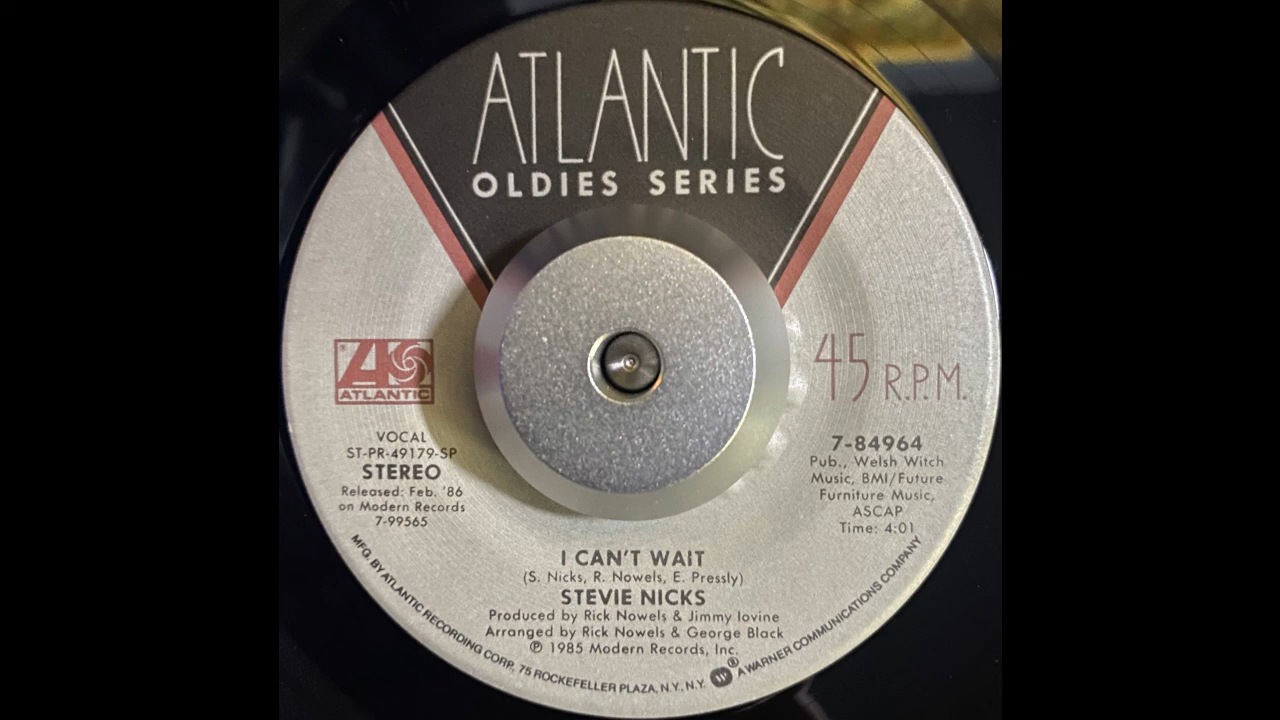 ATLANTIC
OLDIES SERIES
ATLANTIC
45 R.P.M.
VOCAL
ST-PR-49179-SP
STEREO
Released: Feb. '86
on Modern Records
7-99565
7-84964
Pub., Welsh Witch
Music, BMI/Future
Furniture Music,
ASCAP
Time: 4:01
I CAN'T WAIT
(S. Nicks, R. Nowels, E. Pressly)
STEVIE NICKS
Produced by Rick Nowels & Jimmy Iovine
Arranged by Rick Nowels & George Black
℗ 1985 Modern Records, Inc.
MFG. BY ATLANTIC RECORDING CORP., 75 ROCKEFELLER PLAZA, N.Y., N.Y. ® A WARNER COMMUNICATIONS COMPANY